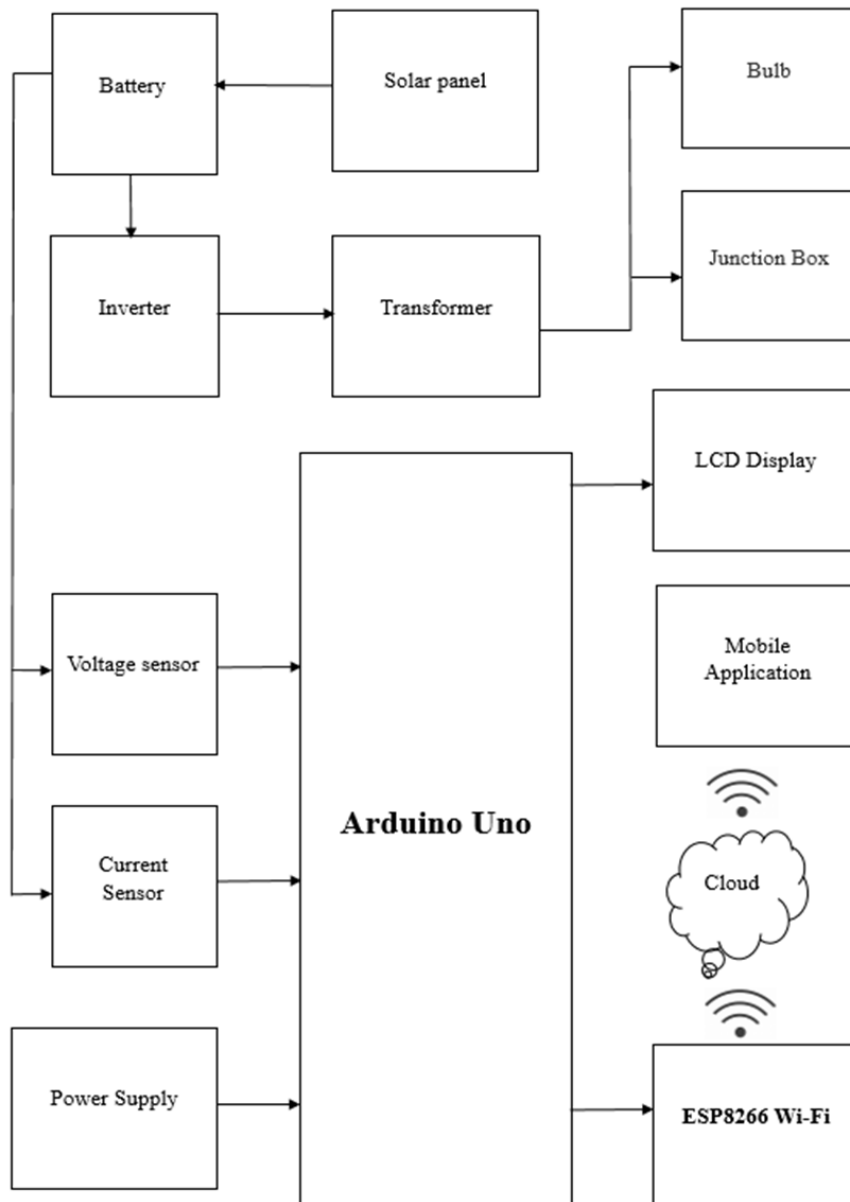 Battery
Solar panel
Bulb
Junction Box
Inverter
Transformer
LCD Display
Voltage sensor
Mobile
Application
Arduino Uno
Current
Sensor
Cloud
Power Supply
ESP8266 Wi-Fi